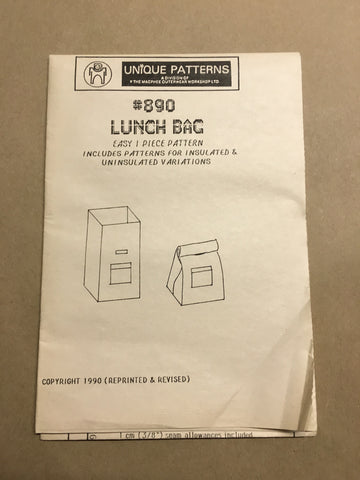 UNIQUE PATTERNS
A DIVISION OF
THE MACPHEE OUTERWEAR WORKSHOP LTD.
#890
LUNCH BAG
EASY 1 PIECE PATTERN
INCLUDES PATTERNS FOR INSULATED &
UNINSULATED VARIATIONS
COPYRIGHT 1990 (REPRINTED & REVISED)
1 cm (3/8") seam allowances included